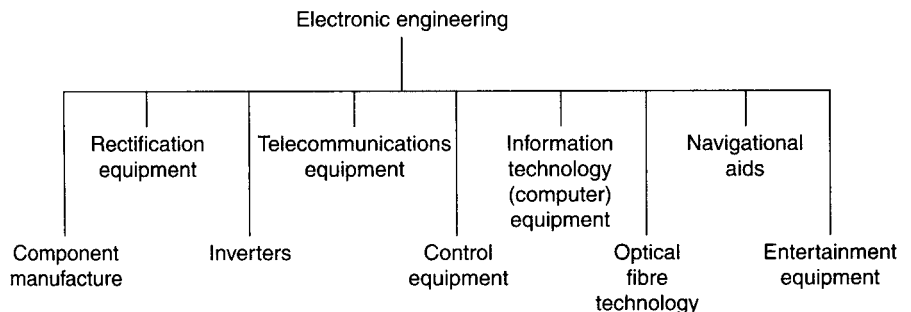 Electronic engineering
Rectification
equipment
Telecommunications
equipment
Information
technology
(computer)
equipment
Navigational
aids
Component
manufacture
Inverters
Control
equipment
Optical
fibre
technology
Entertainment
equipment